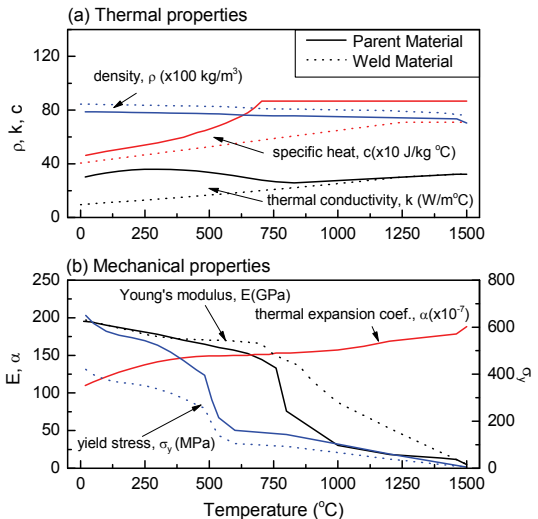 (a) Thermal properties
160
120
80
40
0
ρ, k, c
Parent Material
Weld Material
density, ρ (x100 kg/m³)
specific heat, c(x10 J/kg °C)
thermal conductivity, k (W/m°C)
0 250 500 750 1000 1250 1500
(b) Mechanical properties
250
200
150
100
50
0
E, α
800
600
400
200
0
σy
Young's modulus, E(GPa)
thermal expansion coef., α(x10⁻⁷)
yield stress, σy (MPa)
0 250 500 750 1000 1250 1500
Temperature (°C)